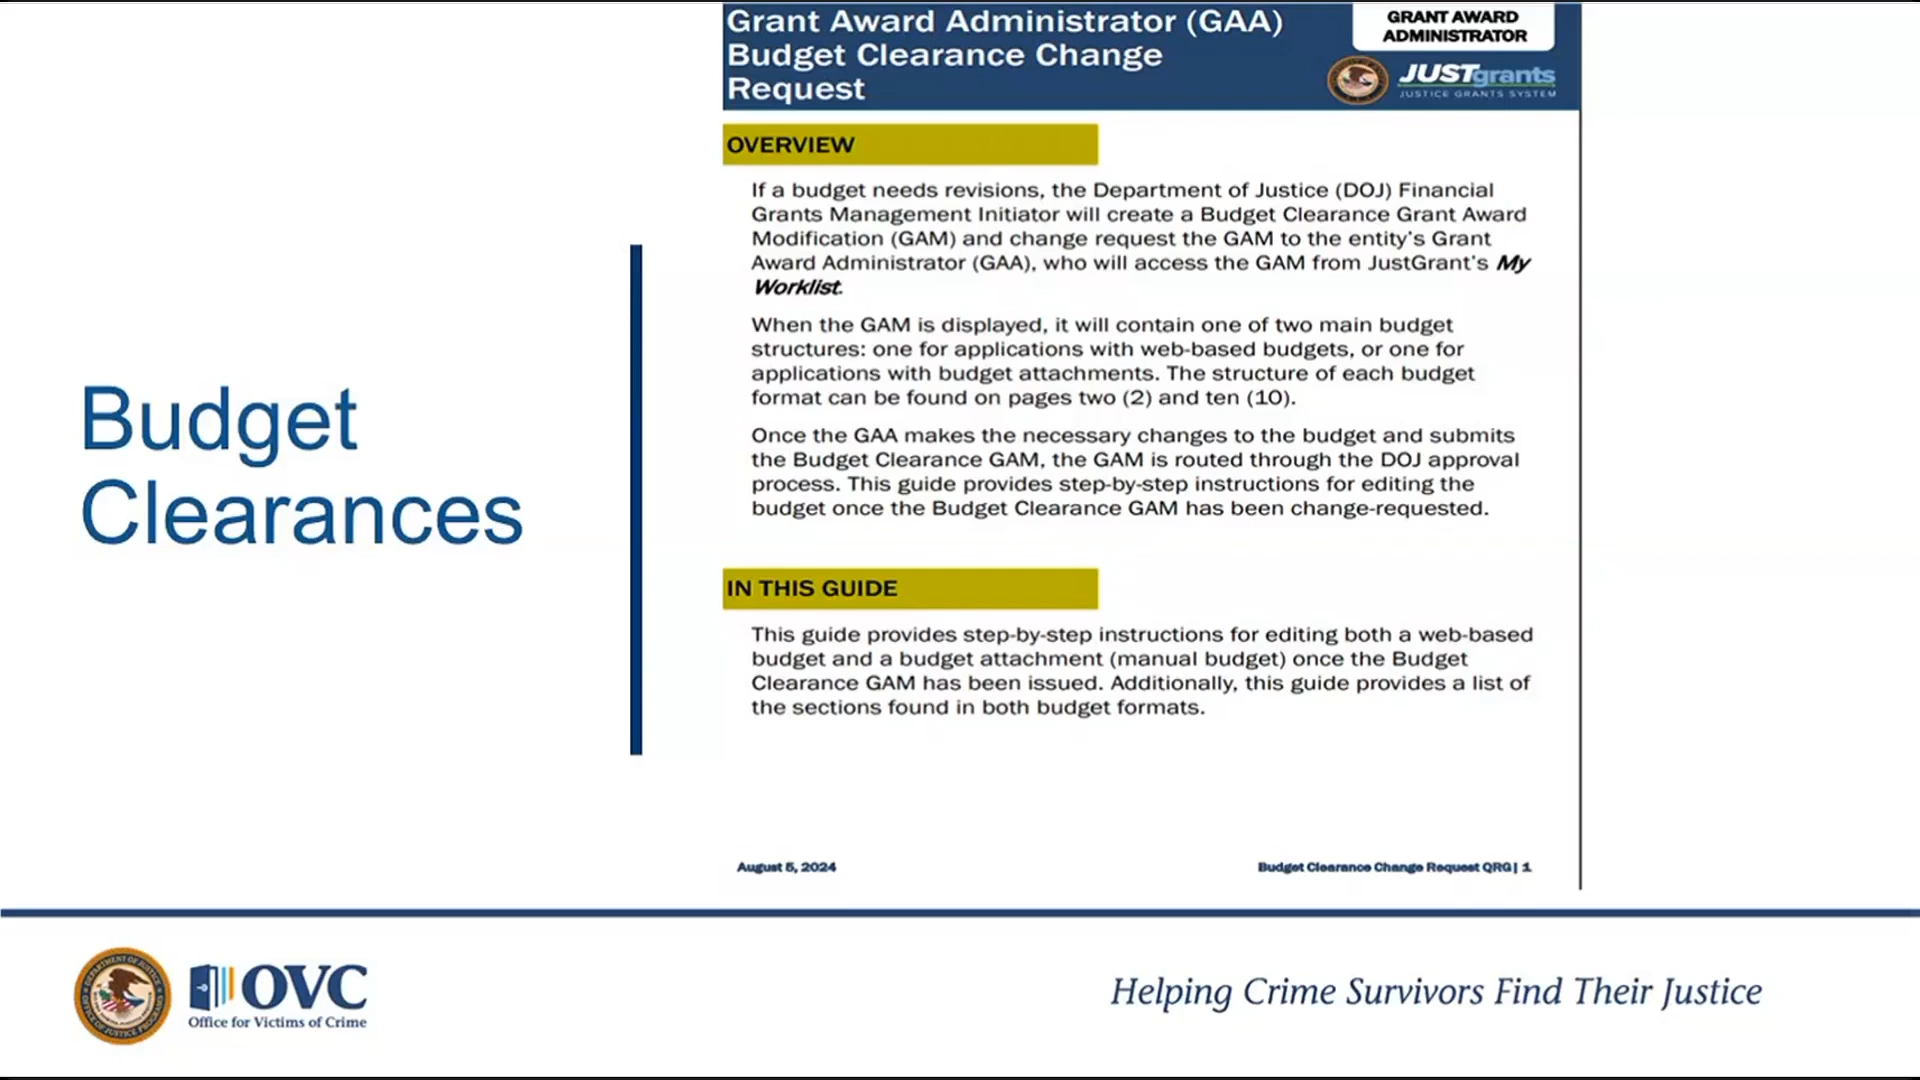 Budget
Clearances
Grant Award Administrator (GAA)
Budget Clearance Change
Request
GRANT AWARD
ADMINISTRATOR
JUSTgrants
JUSTICE GRANTS SYSTEM
OVERVIEW
If a budget needs revisions, the Department of Justice (DOJ) Financial
Grants Management Initiator will create a Budget Clearance Grant Award
Modification (GAM) and change request the GAM to the entity's Grant
Award Administrator (GAA), who will access the GAM from JustGrant's My
Worklist.
When the GAM is displayed, it will contain one of two main budget
structures: one for applications with web-based budgets, or one for
applications with budget attachments. The structure of each budget
format can be found on pages two (2) and ten (10).
Once the GAA makes the necessary changes to the budget and submits
the Budget Clearance GAM, the GAM is routed through the DOJ approval
process. This guide provides step-by-step instructions for editing the
budget once the Budget Clearance GAM has been change-requested.
IN THIS GUIDE
This guide provides step-by-step instructions for editing both a web-based
budget and a budget attachment (manual budget) once the Budget
Clearance GAM has been issued. Additionally, this guide provides a list of
the sections found in both budget formats.
August 5, 2024
Budget Clearance Change Request QRG| 1
OVC
Office for Victims of Crime
Helping Crime Survivors Find Their Justice